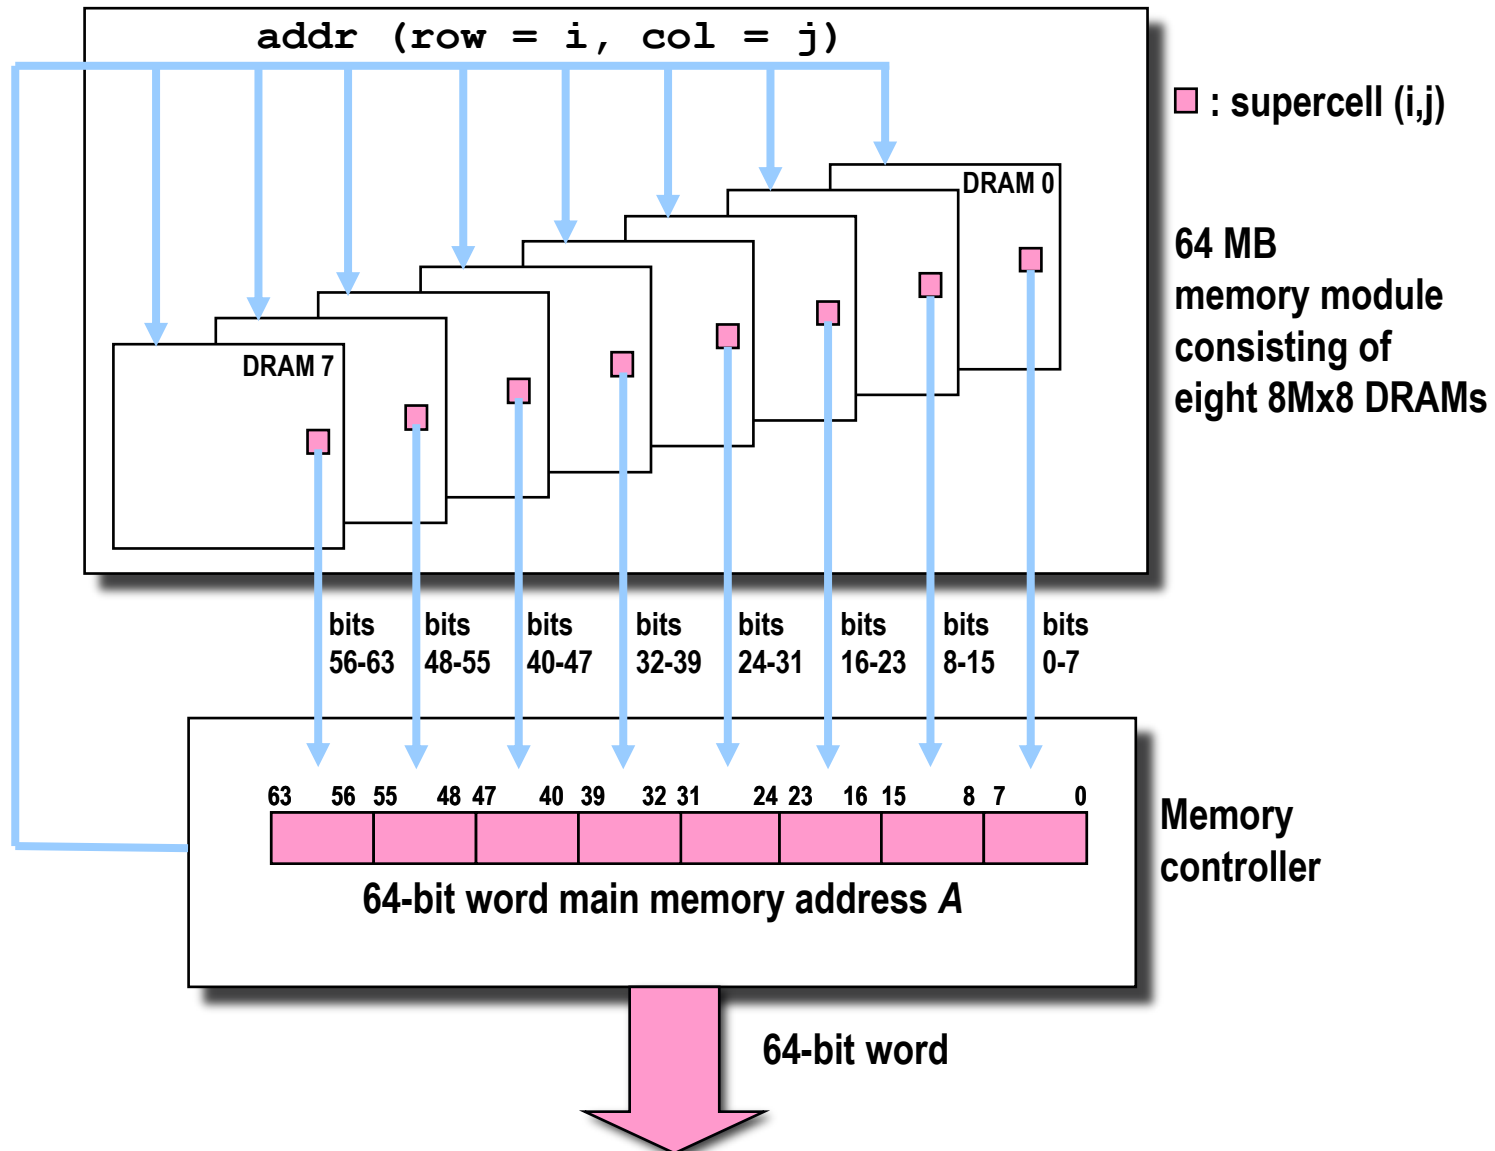 addr (row = i, col = j)
: supercell (i,j)
DRAM 0
64 MB
memory module
consisting of
eight 8Mx8 DRAMs
DRAM 7
bits
56-63
bits
48-55
bits
40-47
bits
32-39
bits
24-31
bits
16-23
bits
8-15
bits
0-7
63 56 55 48 47 40 39 32 31 24 23 16 15 8 7 0
Memory
controller
64-bit word main memory address A
64-bit word